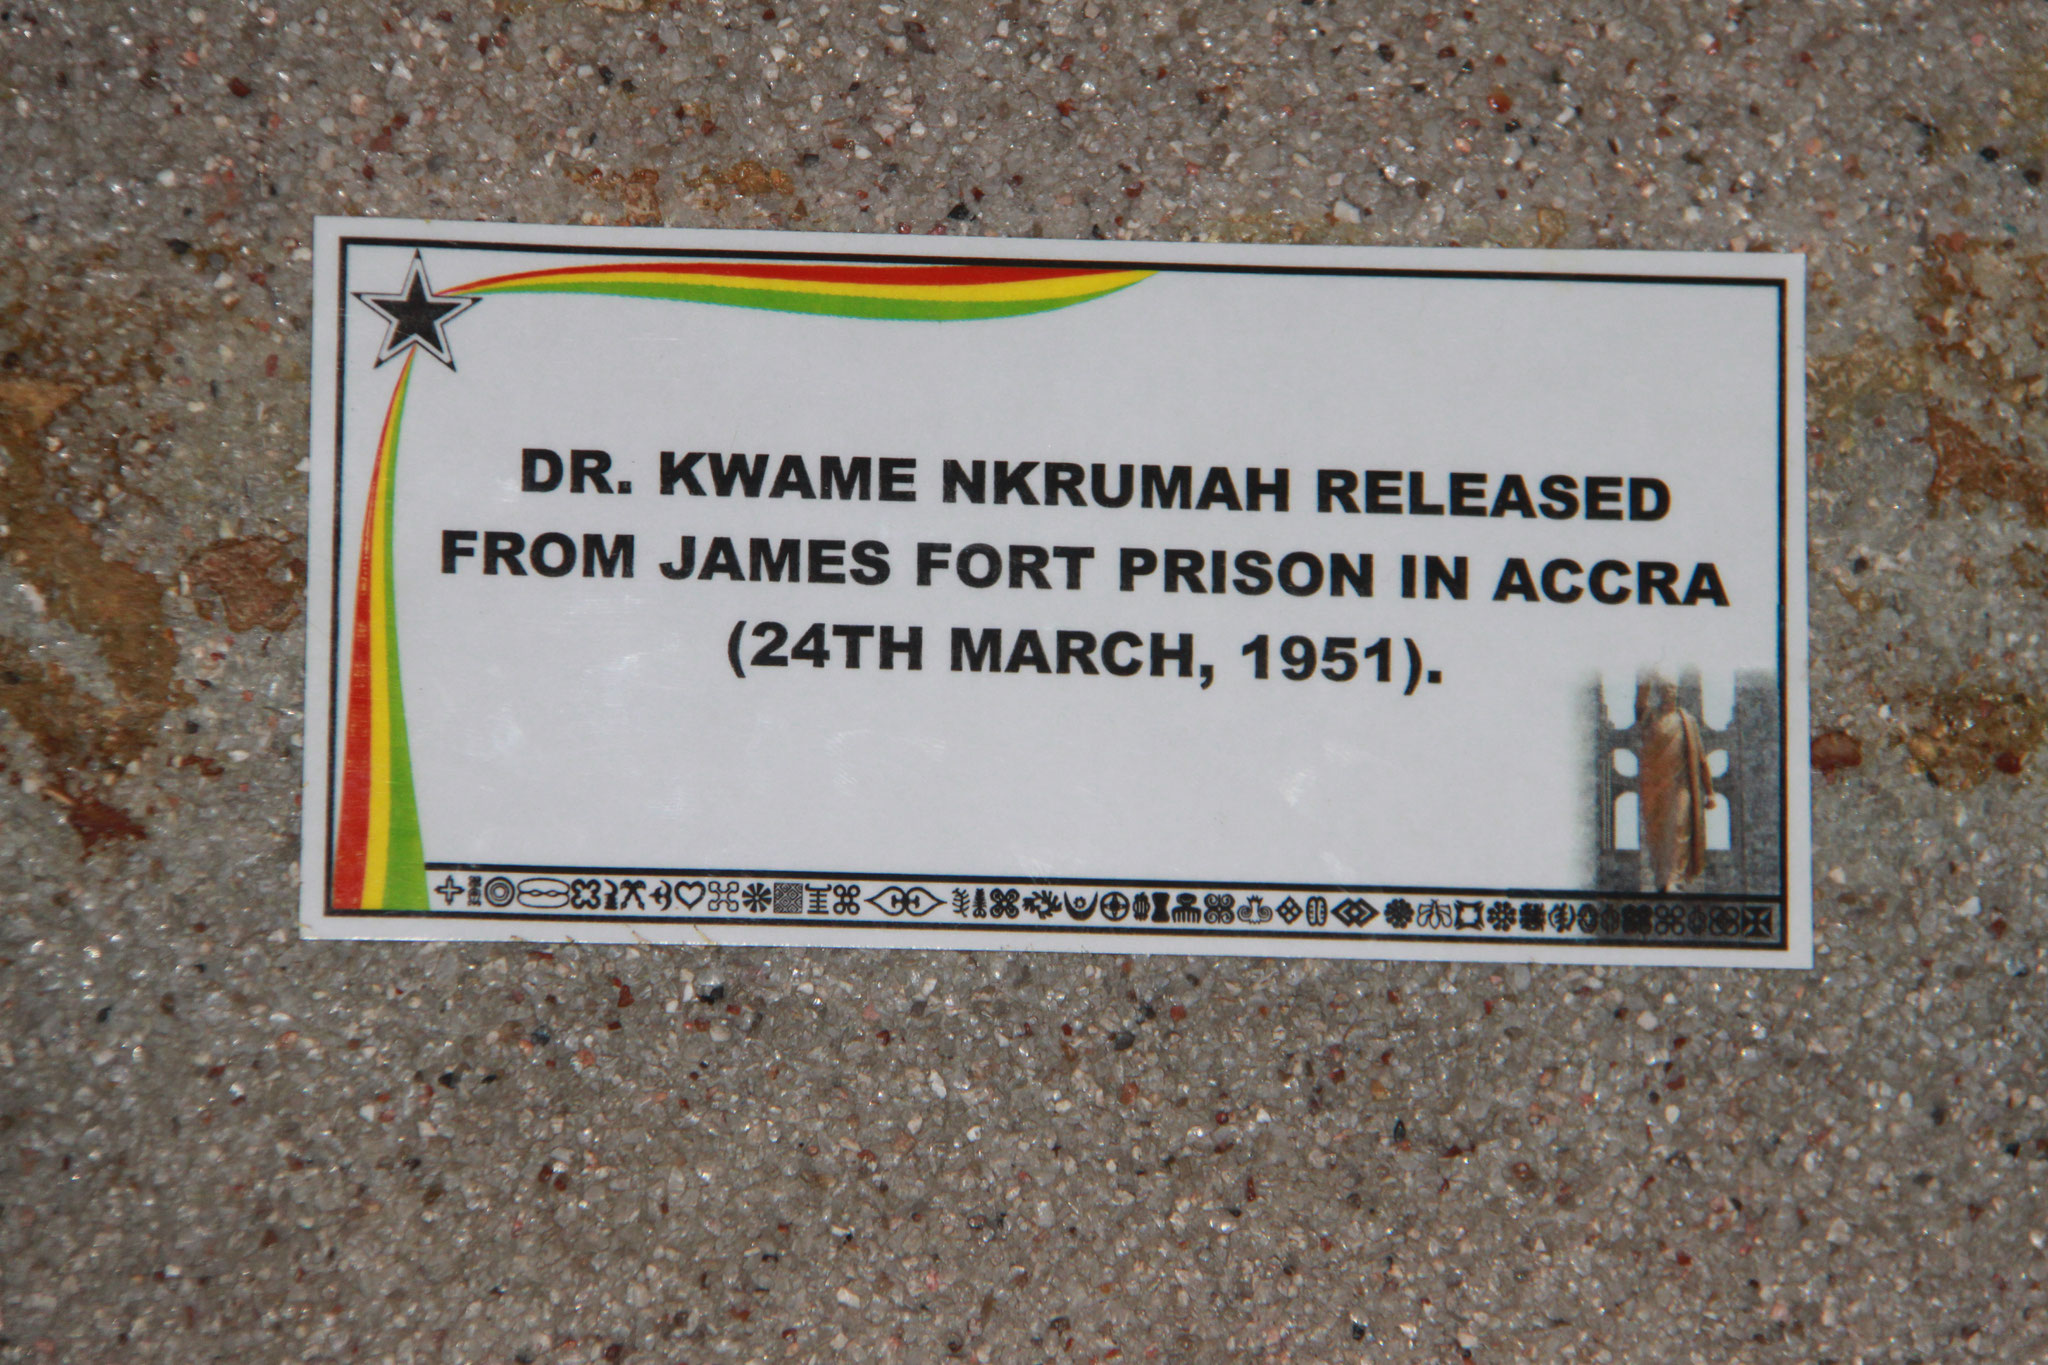 DR. KWAME NKRUMAH RELEASED
FROM JAMES FORT PRISON IN ACCRA
(24TH MARCH, 1951).